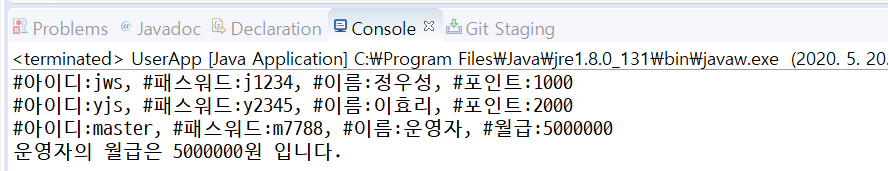 Problems @ Javadoc Declaration Console Git Staging
<terminated> UserApp [Java Application] C:₩Program Files₩Java₩jre1.8.0_131₩bin₩javaw.exe (2020. 5. 20.
#아이디:jws, #패스워드:j1234, #이름:정우성, #포인트:1000
#아이디:yjs, #패스워드:y2345, #이름:이효리, #포인트:2000
#아이디:master, #패스워드:m7788, #이름:운영자, #월급:5000000
운영자의 월급은 5000000원 입니다.